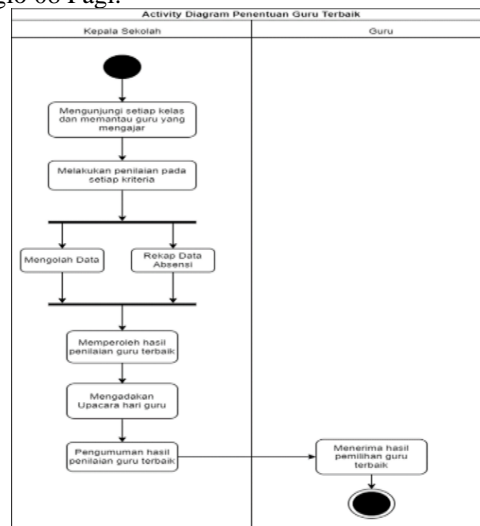 Activity Diagram Penentuan Guru Terbaik
Kepala Sekolah
Guru
Mengunjungi setiap kelas
dan memantau guru yang
mengajar
Melakukan penilaian pada
setiap kriteria
Mengolah Data
Rekap Data
Absensi
Memperoleh hasil
penilaian guru terbaik
Mengadakan
Upacara hari guru
Pengumuman hasil
penilaian guru terbaik
Menerima hasil
pemilihan guru
terbaik